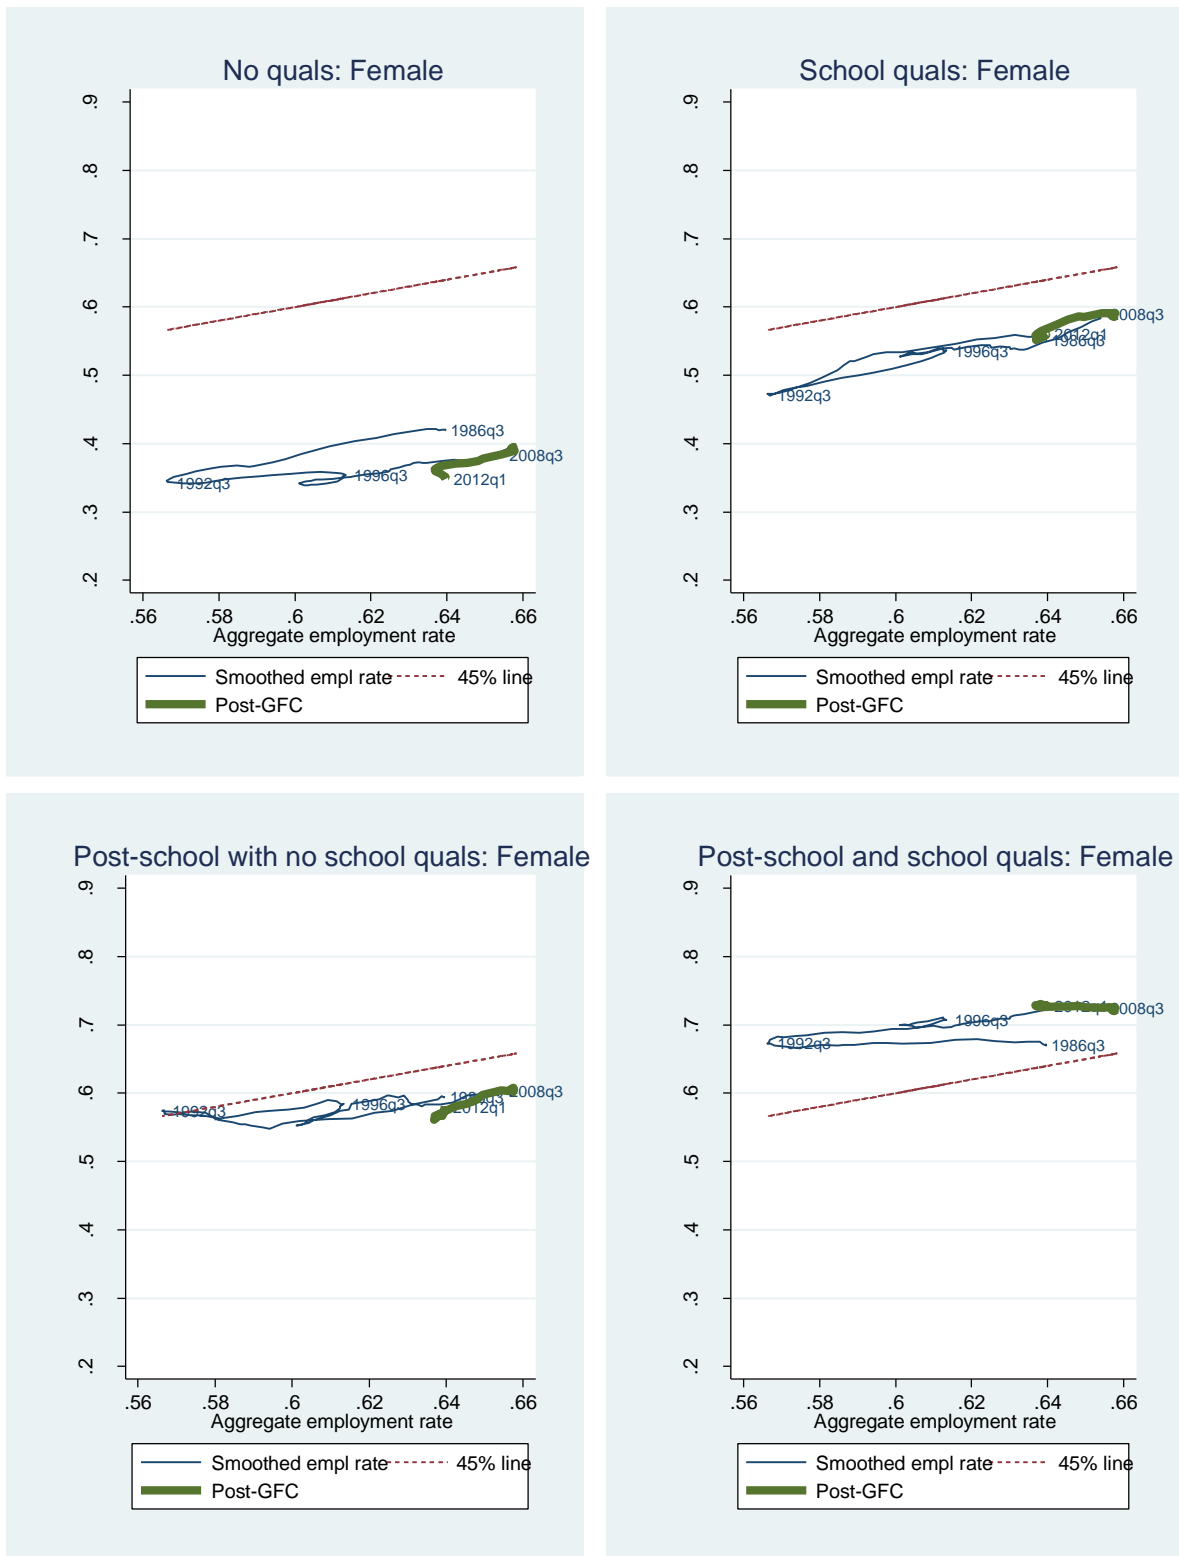 No quals: Female
.9
.8
.7
.6
.5
.4
.3
.2
1986q3
2008q3
1992q3
1996q3
2012q1
.56 .58 .6 .62 .64 .66
Aggregate employment rate
Smoothed empl rate 45% line
Post-GFC
School quals: Female
.9
.8
.7
.6
.5
.4
.3
.2
2008q3
2012q1
1986q3
1996q3
1992q3
.56 .58 .6 .62 .64 .66
Aggregate employment rate
Smoothed empl rate 45% line
Post-GFC
Post-school with no school quals: Female
.9
.8
.7
.6
.5
.4
.3
.2
2008q3
1986q3
1996q3
2012q1
1992q3
.56 .58 .6 .62 .64 .66
Aggregate employment rate
Smoothed empl rate 45% line
Post-GFC
Post-school and school quals: Female
.9
.8
.7
.6
.5
.4
.3
.2
2012q1
2008q3
1996q3
1992q3
1986q3
.56 .58 .6 .62 .64 .66
Aggregate employment rate
Smoothed empl rate 45% line
Post-GFC